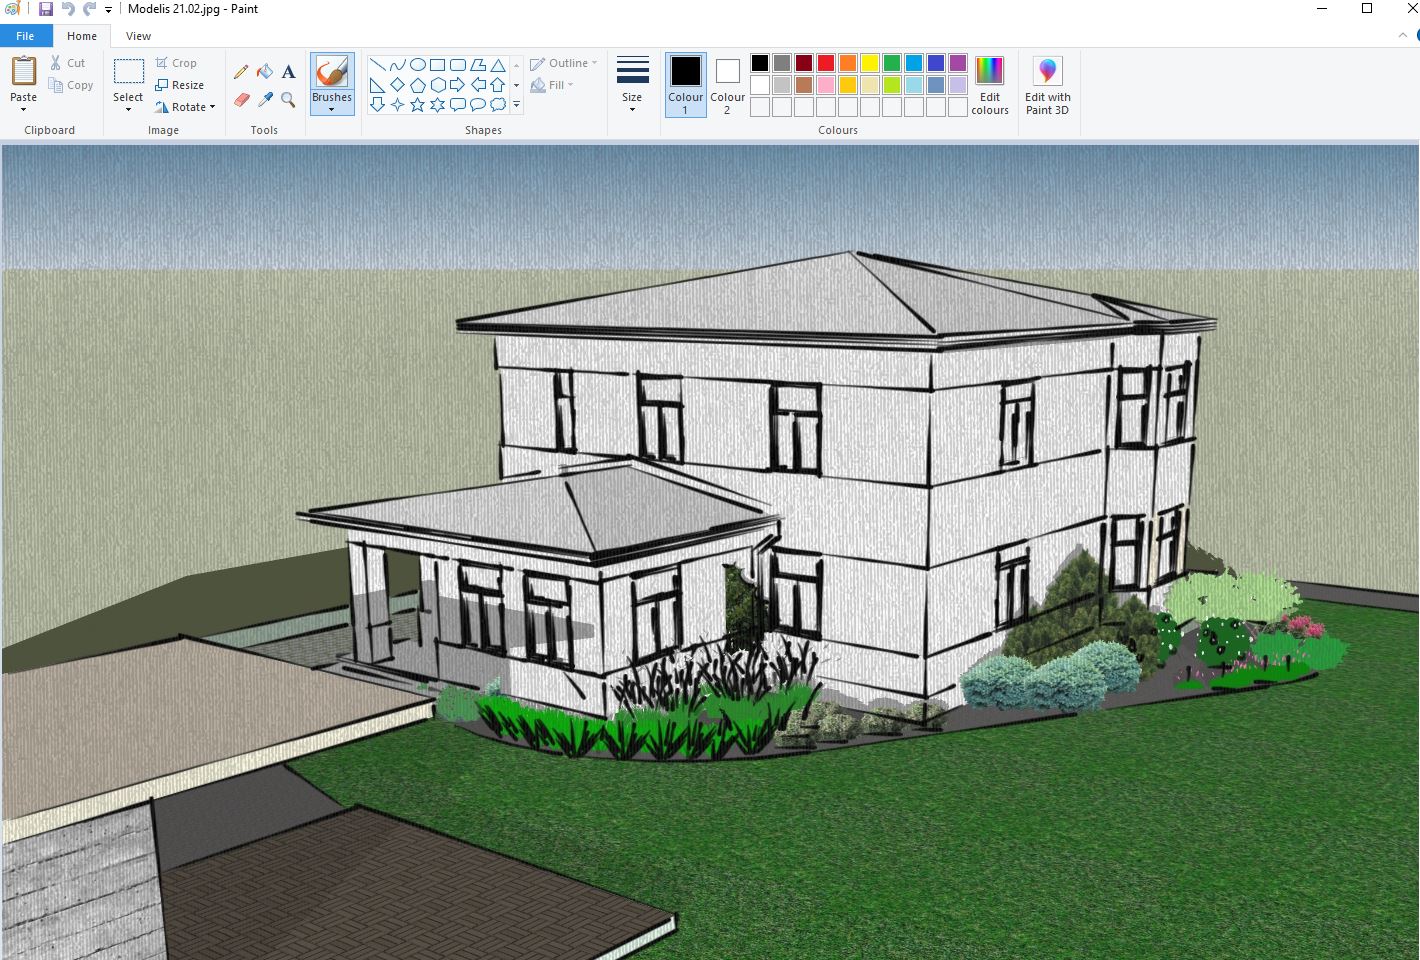 Modelis 21.02.jpg - Paint
File Home View
Paste
Cut
Copy
Clipboard
Select
Crop
Resize
Rotate
Image
A
Tools
Brushes
Shapes
Outline
Fill
Size
Colour
1
Colour
2
Edit
colours
Colours
Edit with
Paint 3D